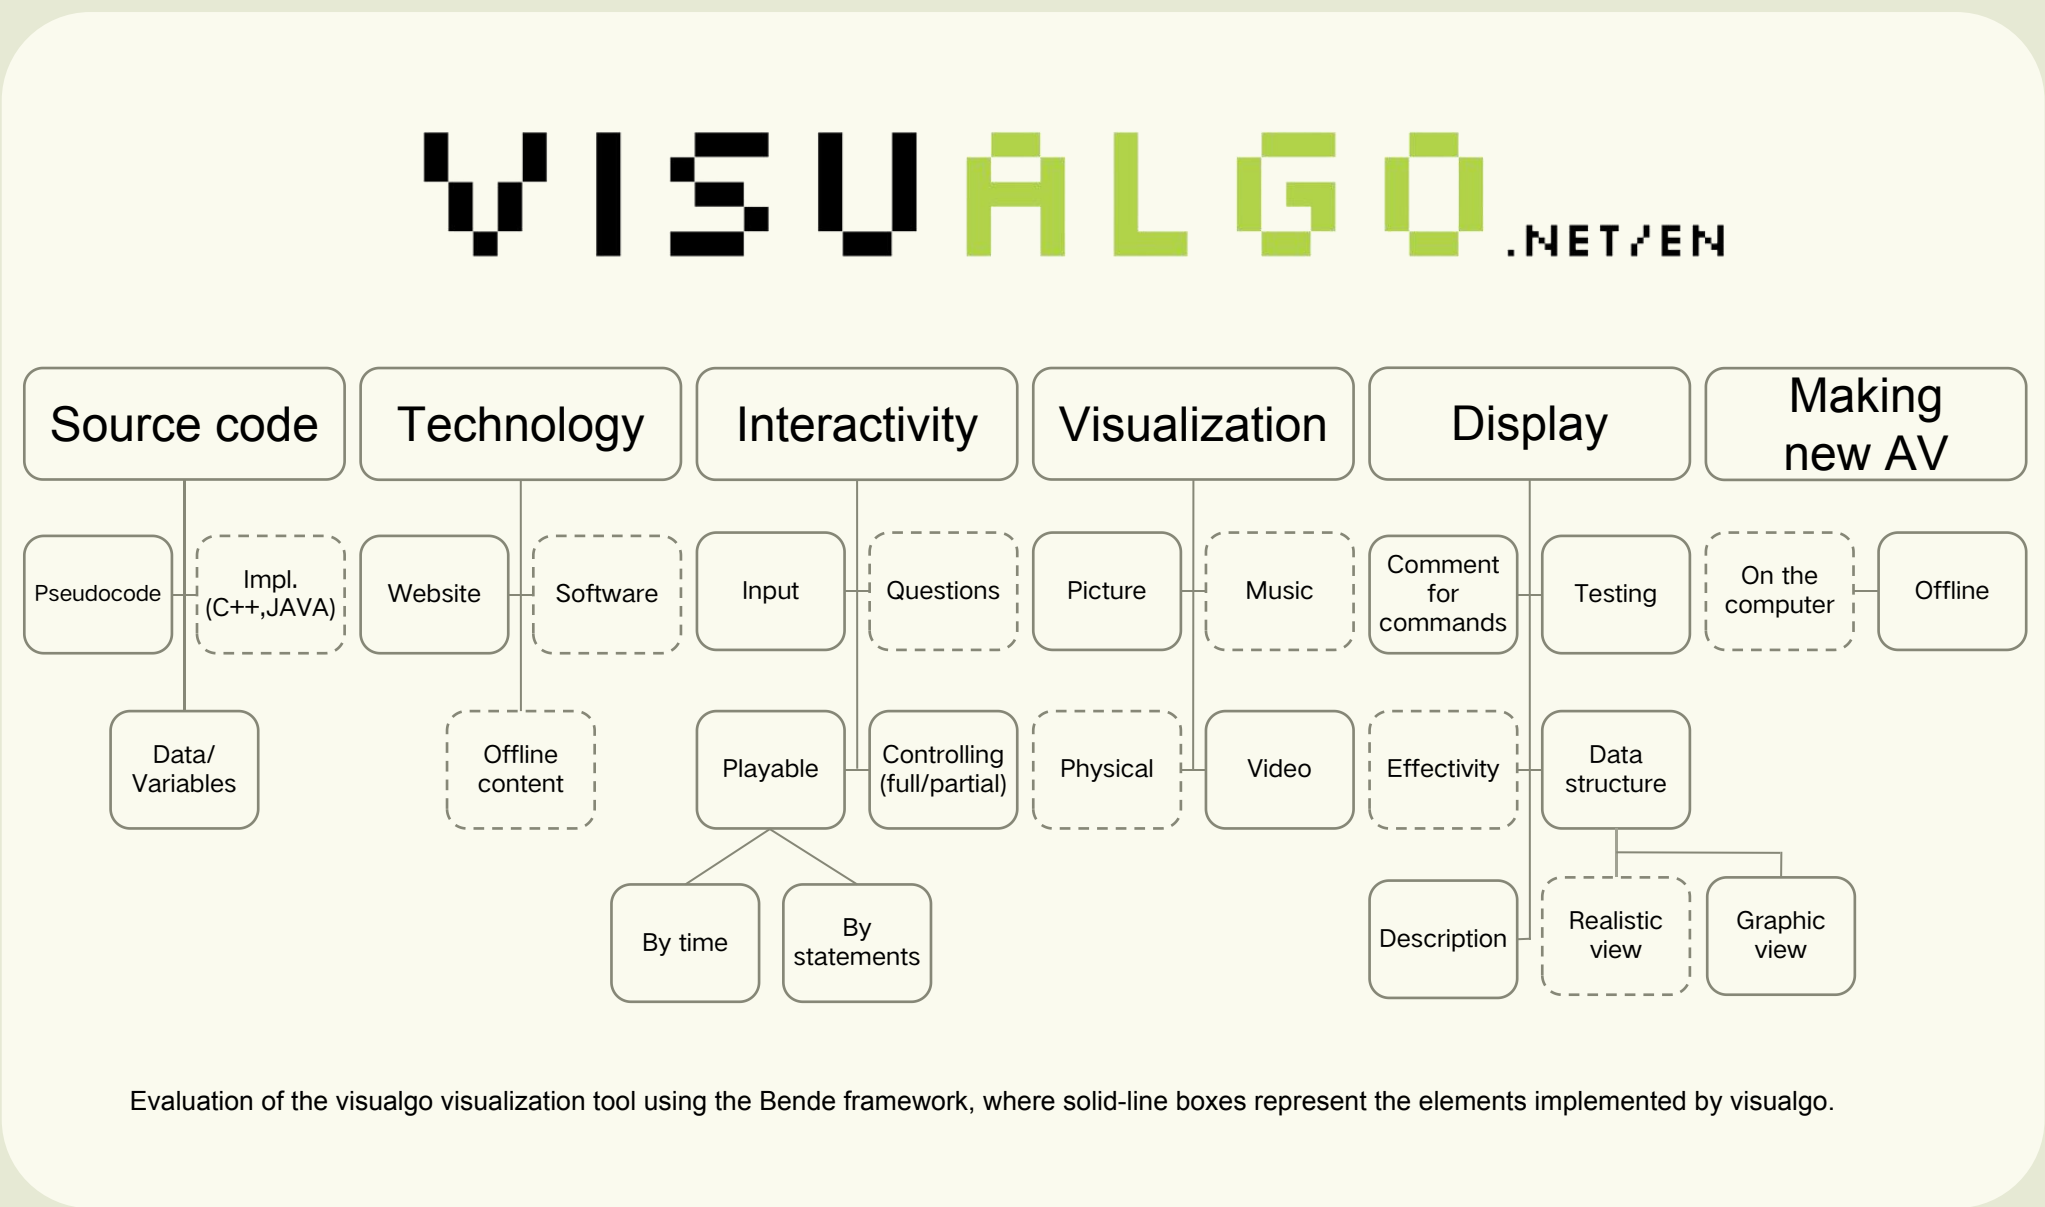 VISUALGO.NET/EN
Source code
Technology
Interactivity
Visualization
Display
Making
new AV
Pseudocode
Impl.
(C++,JAVA)
Website
Software
Input
Questions
Picture
Music
Comment
for
commands
Testing
On the
computer
Offline
Data/
Variables
Offline
content
Playable
Controlling
(full/partial)
Physical
Video
Effectivity
Data
structure
By time
By
statements
Description
Realistic
view
Graphic
view
Evaluation of the visualgo visualization tool using the Bende framework, where solid-line boxes represent the elements implemented by visualgo.